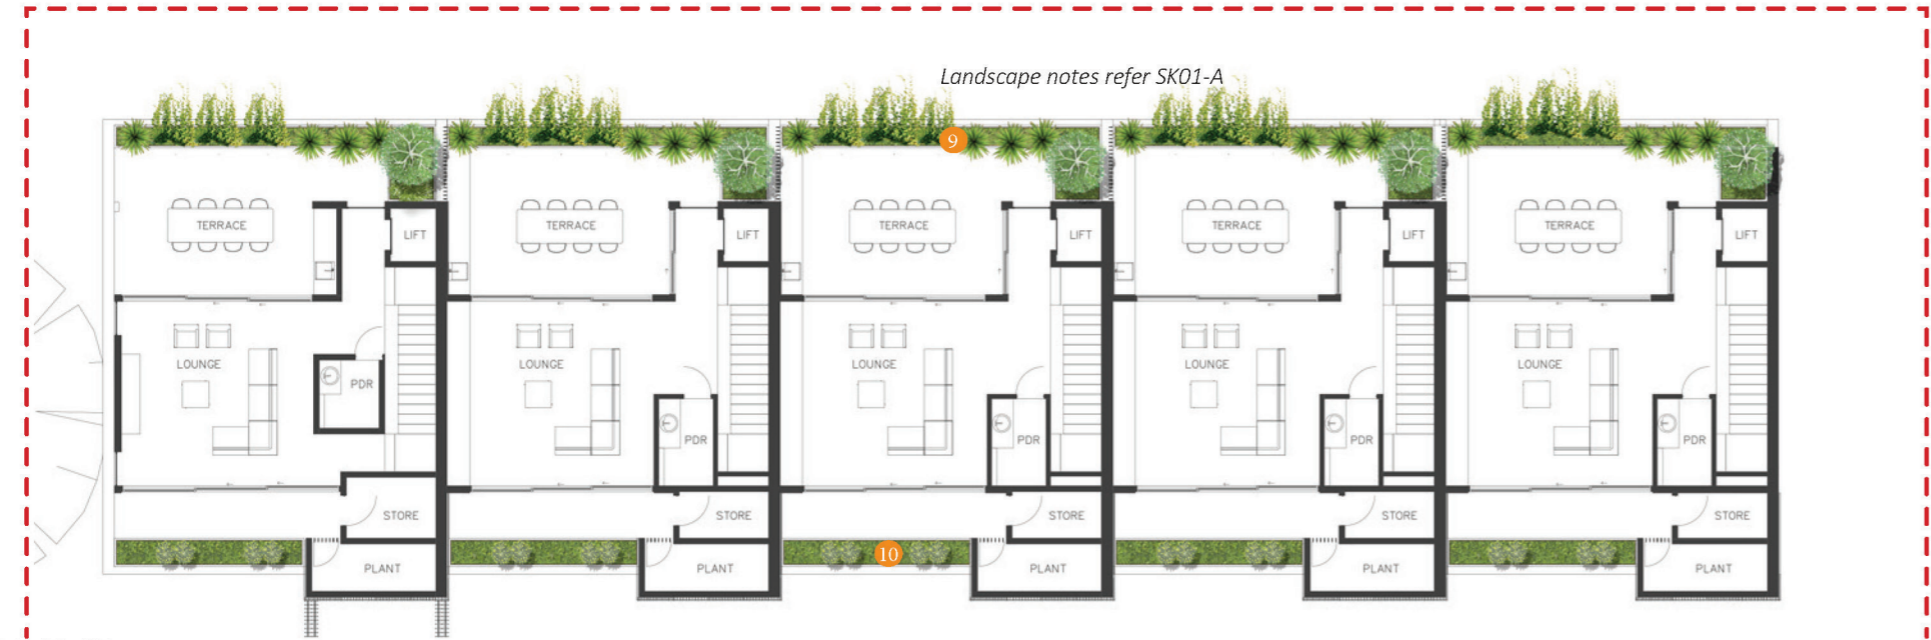 Landscape notes refer SK01-A
9
TERRACE LIFT TERRACE LIFT TERRACE LIFT TERRACE LIFT TERRACE LIFT
LOUNGE LOUNGE LOUNGE LOUNGE LOUNGE
PDR
PDR PDR PDR PDR
STORE STORE STORE STORE STORE
10
PLANT PLANT PLANT PLANT PLANT